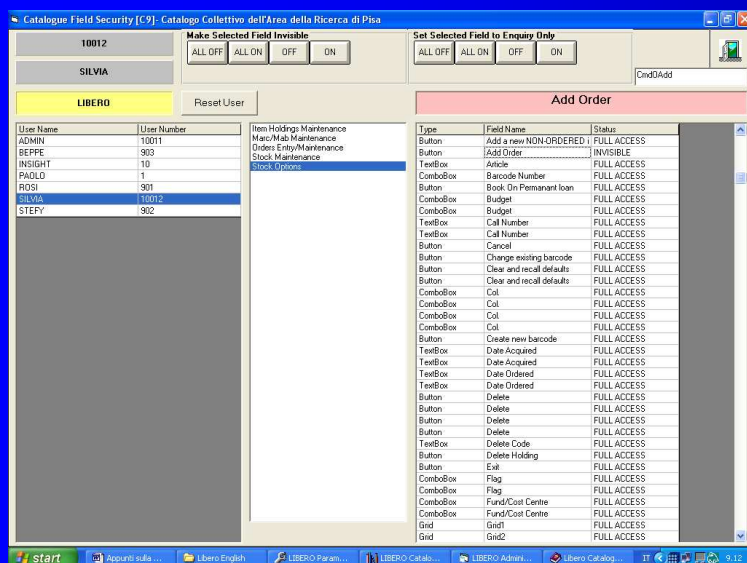 Catalogue Field Security [C9]- Catalogo Collettivo dell'Area della Ricerca di Pisa
10012
SILVIA
LIBERO
Reset User
Make Selected Field Invisible
ALL OFF ALL ON OFF ON
Set Selected Field to Enquiry Only
ALL OFF ALL ON OFF ON
CmdOAdd
Add Order
User Name User Number
ADMIN 10011
BEPPE 903
INSIGHT 10
PAOLO 1
ROSI 901
SILVIA 10012
STEFY 902
Item Holdings Maintenance
Marc/Mab Maintenance
Orders Entry/Maintenance
Stock Maintenance
Stock Options
Type Field Name Status
Button Add a new NON-ORDERED i FULL ACCESS
Button Add Order INVISIBLE
TextBox Article FULL ACCESS
ComboBox Barcode Number FULL ACCESS
Button Book On Permanant loan FULL ACCESS
ComboBox Budget FULL ACCESS
ComboBox Budget FULL ACCESS
TextBox Call Number FULL ACCESS
TextBox Call Number FULL ACCESS
Button Cancel FULL ACCESS
Button Change existing barcode FULL ACCESS
Button Clear and recall defaults FULL ACCESS
Button Clear and recall defaults FULL ACCESS
ComboBox Col. FULL ACCESS
ComboBox Col. FULL ACCESS
ComboBox Col. FULL ACCESS
ComboBox Col. FULL ACCESS
Button Create new barcode FULL ACCESS
TextBox Date Acquired FULL ACCESS
TextBox Date Acquired FULL ACCESS
TextBox Date Ordered FULL ACCESS
TextBox Date Ordered FULL ACCESS
Button Delete FULL ACCESS
Button Delete FULL ACCESS
Button Delete FULL ACCESS
Button Delete FULL ACCESS
TextBox Delete Code FULL ACCESS
Button Delete Holding FULL ACCESS
Button Exit FULL ACCESS
ComboBox Flag FULL ACCESS
ComboBox Flag FULL ACCESS
ComboBox Fund/Cost Centre FULL ACCESS
ComboBox Fund/Cost Centre FULL ACCESS
Grid Grid1 FULL ACCESS
Grid Grid2 FULL ACCESS
start Appunti sulla ... Libero English LIBERO Param... LIBERO Catalo... LIBERO Admini... Libero Catalog... IT 9.12